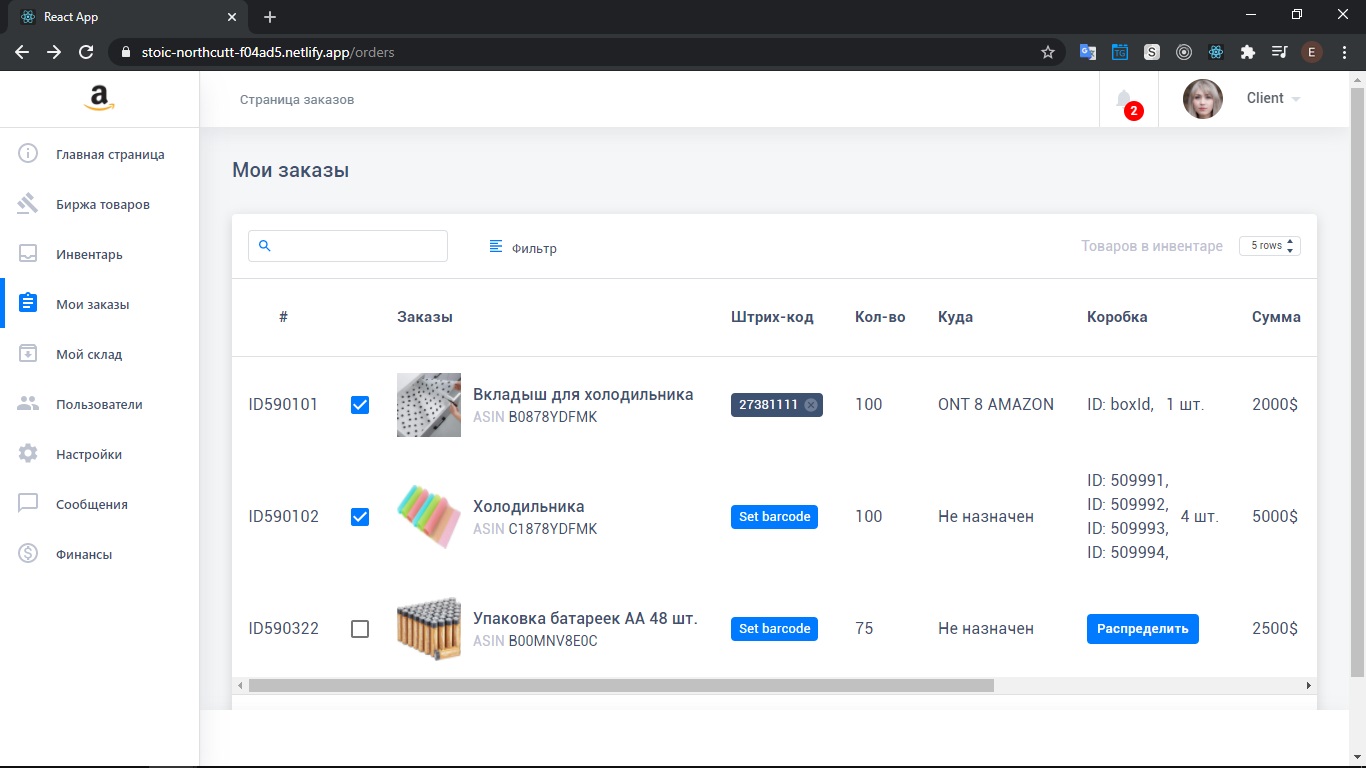 React App
stoic-northcutt-f04ad5.netlify.app/orders
TG
S
E
a
Страница заказов
2
Client
Главная страница
Биржа товаров
Инвентарь
Мои заказы
Мой склад
Пользователи
Настройки
Сообщения
Финансы
Мои заказы
Фильтр
Товаров в инвентаре
5 rows
# Заказы Штрих-код Кол-во Куда Коробка Сумма
ID590101 Вкладыш для холодильника 27381111 100 ONT 8 AMAZON ID: boxId, 1 шт. 2000$
ASIN B0878YDFMK
ID590102 Холодильника Set barcode 100 Не назначен 4 шт. 5000$
ASIN C1878YDFMK
ID: 509991,
ID: 509992,
ID: 509993,
ID: 509994,
ID590322 Упаковка батареек AA 48 шт. Set barcode 75 Не назначен Распределить 2500$
ASIN B00MNV8E0C